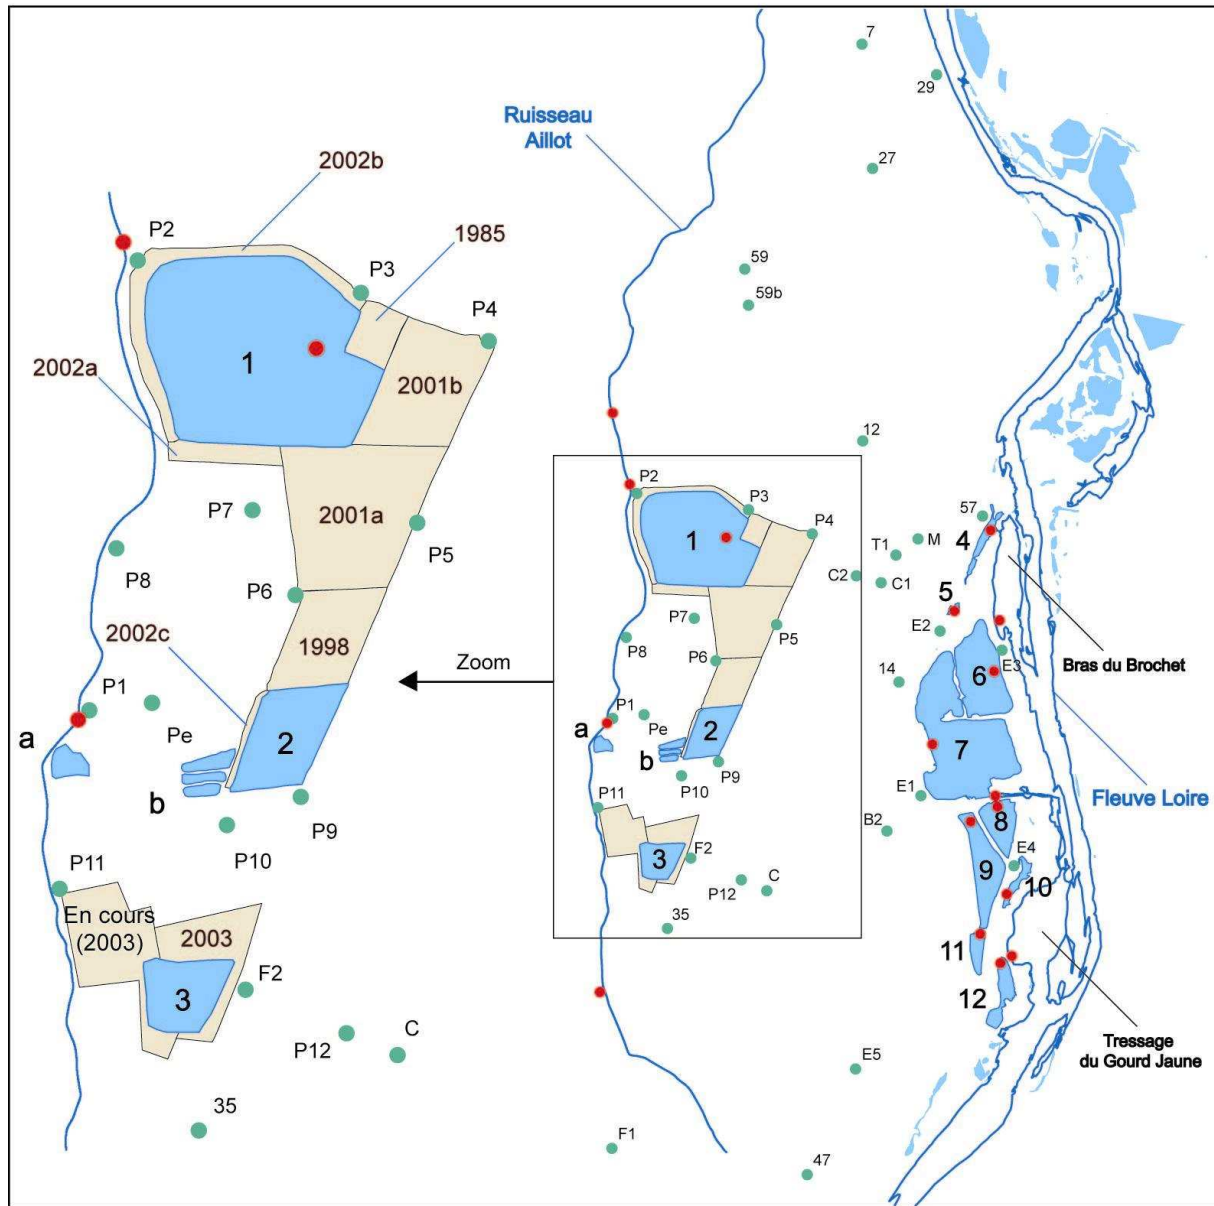 2002b
1985
P2
P3
P4
1
2002a
2001b
P7
2001a
P5
P8
P6
2002c
1998
P1
Pe
a
2
b
P9
P10
P11
En cours
(2003)
2003
F2
3
P12
C
35
Zoom
Ruisseau
Aillot
7
29
27
59
59b
12
P2
P3
P4
1
C2
T1
M
C1
57
4
5
E2
P7
P5
P8
P6
14
E3
6
Bras du Brochet
P1
Pe
a
2
b
P9
P10
7
E1
Fleuve Loire
P11
B2
8
3
F2
E4
9
10
P12
C
35
11
12
Tressage
du Gourd Jaune
E5
F1
47